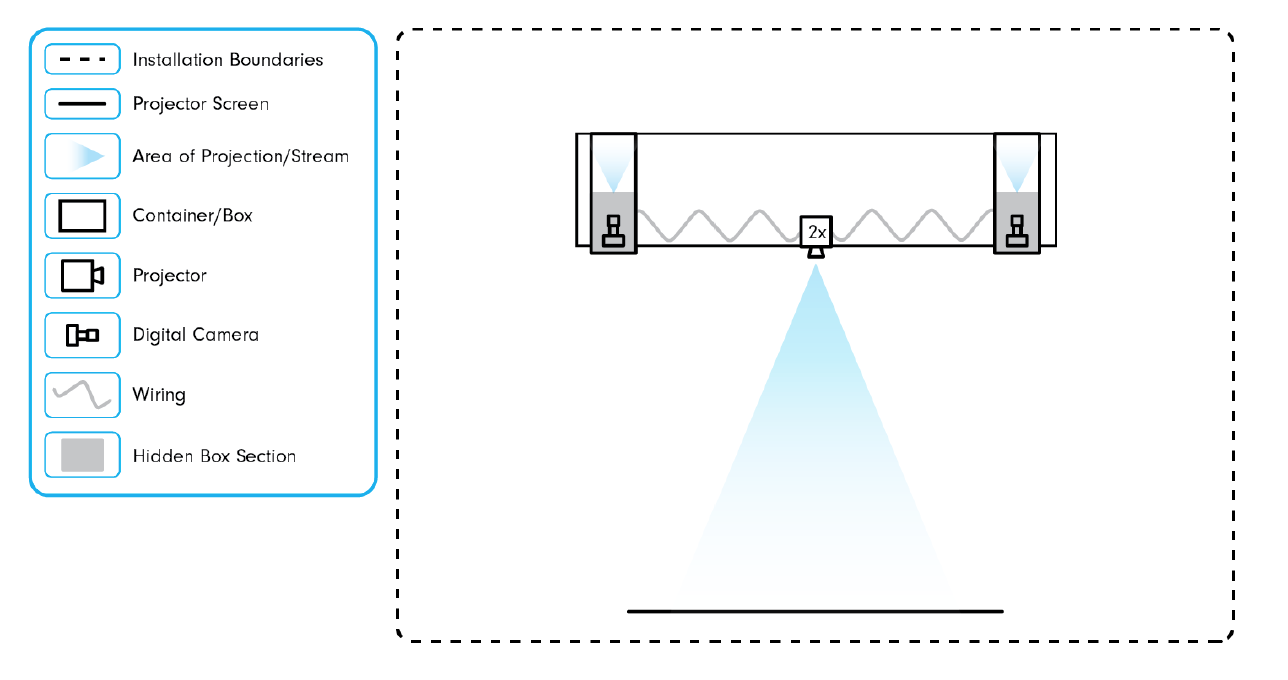 Installation Boundaries
Projector Screen
Area of Projection/Stream
Container/Box
Projector
Digital Camera
Wiring
Hidden Box Section
2x